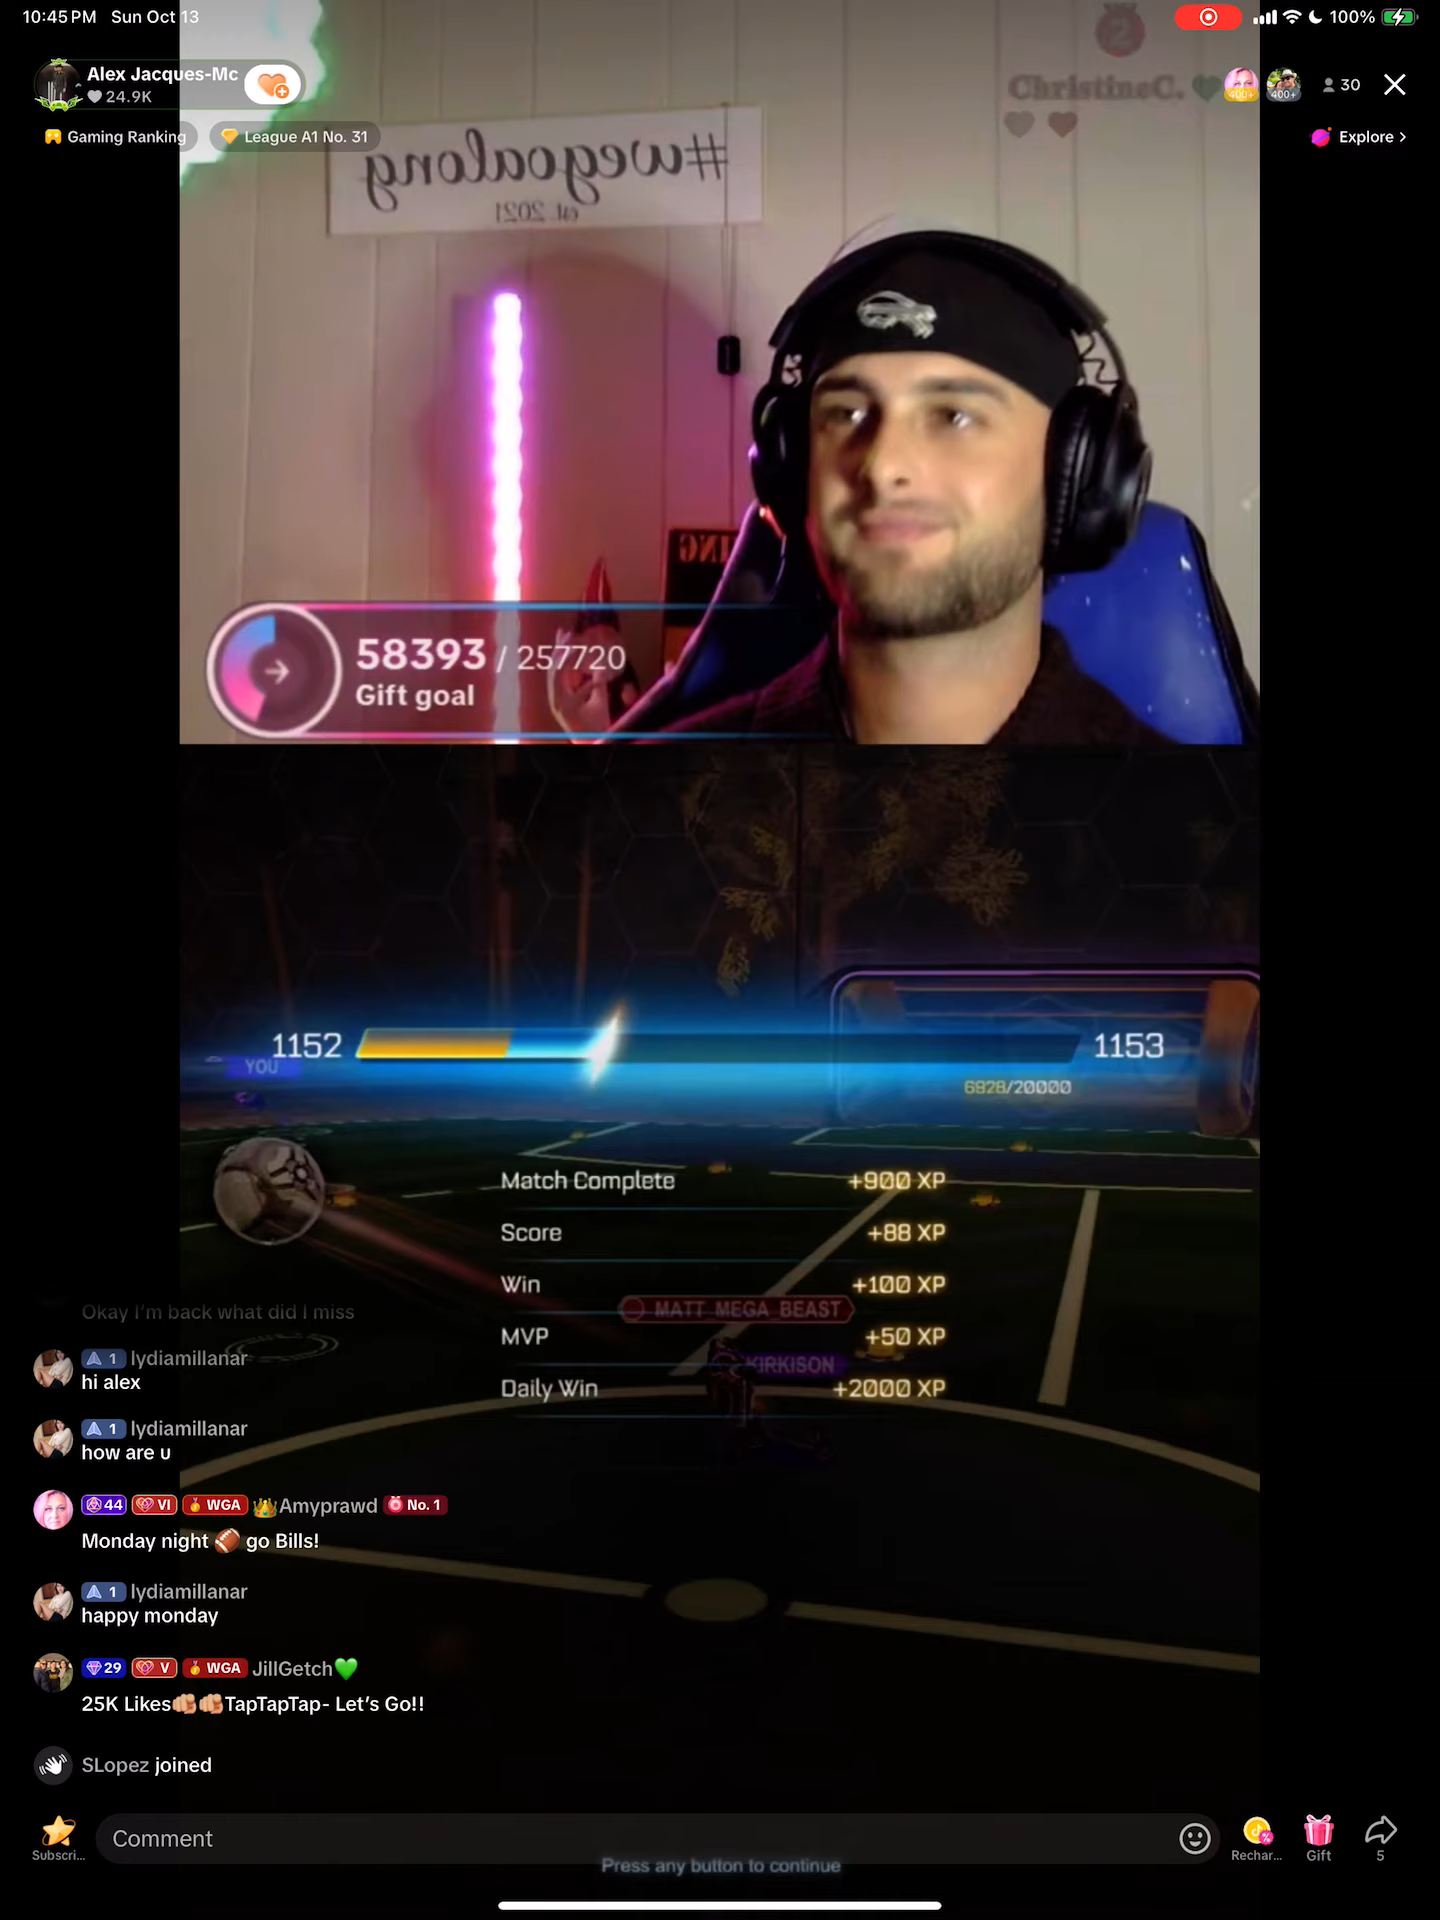 10:45 PM Sun Oct 13
100%
2
Alex Jacques-Mc
24.9K
ChristineC.
400+
400+
30
Gaming Ranking
League A1 No. 31
Explore >
#wegoalong
est. 2021
58393 / 257720
Gift goal
1152
1153
YOU
6828/20000
Match Complete +900 XP
Score +88 XP
Win +100 XP
MATT MEGA BEAST
MVP +50 XP
KIRKISON
Daily Win +2000 XP
Okay I'm back what did I miss
1 lydiamillanar
hi alex
1 lydiamillanar
how are u
44 VI WGA Amyprawd No. 1
Monday night 🏈 go Bills!
1 lydiamillanar
happy monday
29 V WGA JillGetch💚
25K Likes🫵🏼🫵🏼TapTapTap- Let's Go!!
SLopez joined
Subscri...
Comment
Rechar...
Gift
5
Press any button to continue